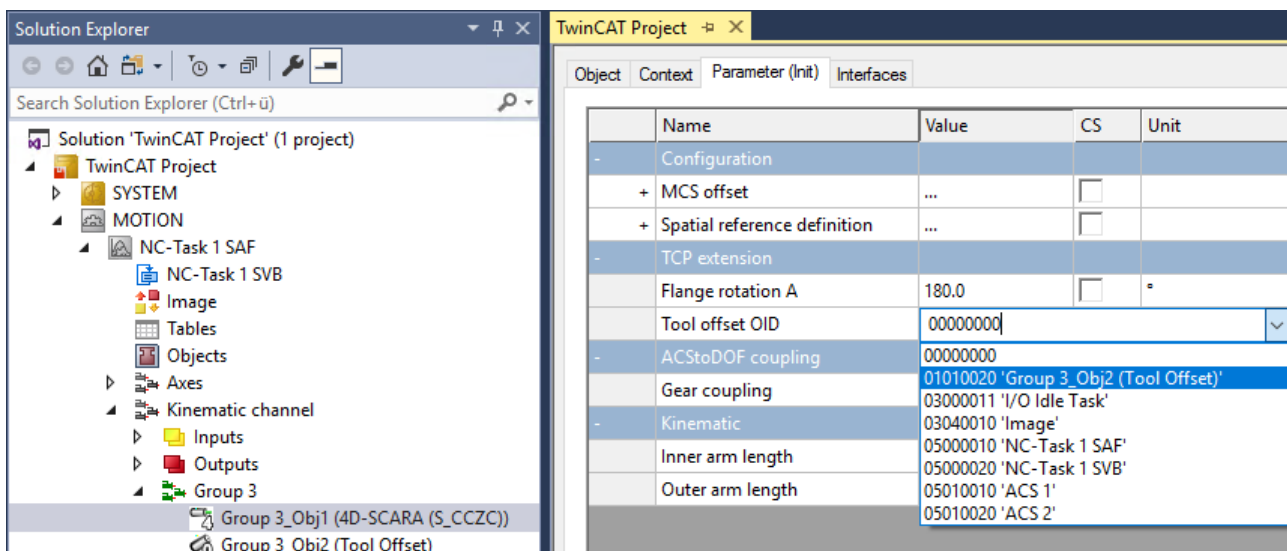 Solution Explorer
Search Solution Explorer (Ctrl+ü)
Solution 'TwinCAT Project' (1 project)
TwinCAT Project
SYSTEM
MOTION
NC-Task 1 SAF
NC-Task 1 SVB
Image
Tables
Objects
Axes
Kinematic channel
Inputs
Outputs
Group 3
Group 3_Obj1 (4D-SCARA (S_CCZC))
Group 3_Obj2 (Tool Offset)
TwinCAT Project
Object Context Parameter (Init) Interfaces
Name Value CS Unit
- Configuration
+ MCS offset ...
+ Spatial reference definition ...
- TCP extension
Flange rotation A 180.0 °
Tool offset OID 00000000
- ACStoDOF coupling
Gear coupling
- Kinematic
Inner arm length
Outer arm length
00000000
01010020 'Group 3_Obj2 (Tool Offset)'
03000011 'I/O Idle Task'
03040010 'Image'
05000010 'NC-Task 1 SAF'
05000020 'NC-Task 1 SVB'
05010010 'ACS 1'
05010020 'ACS 2'